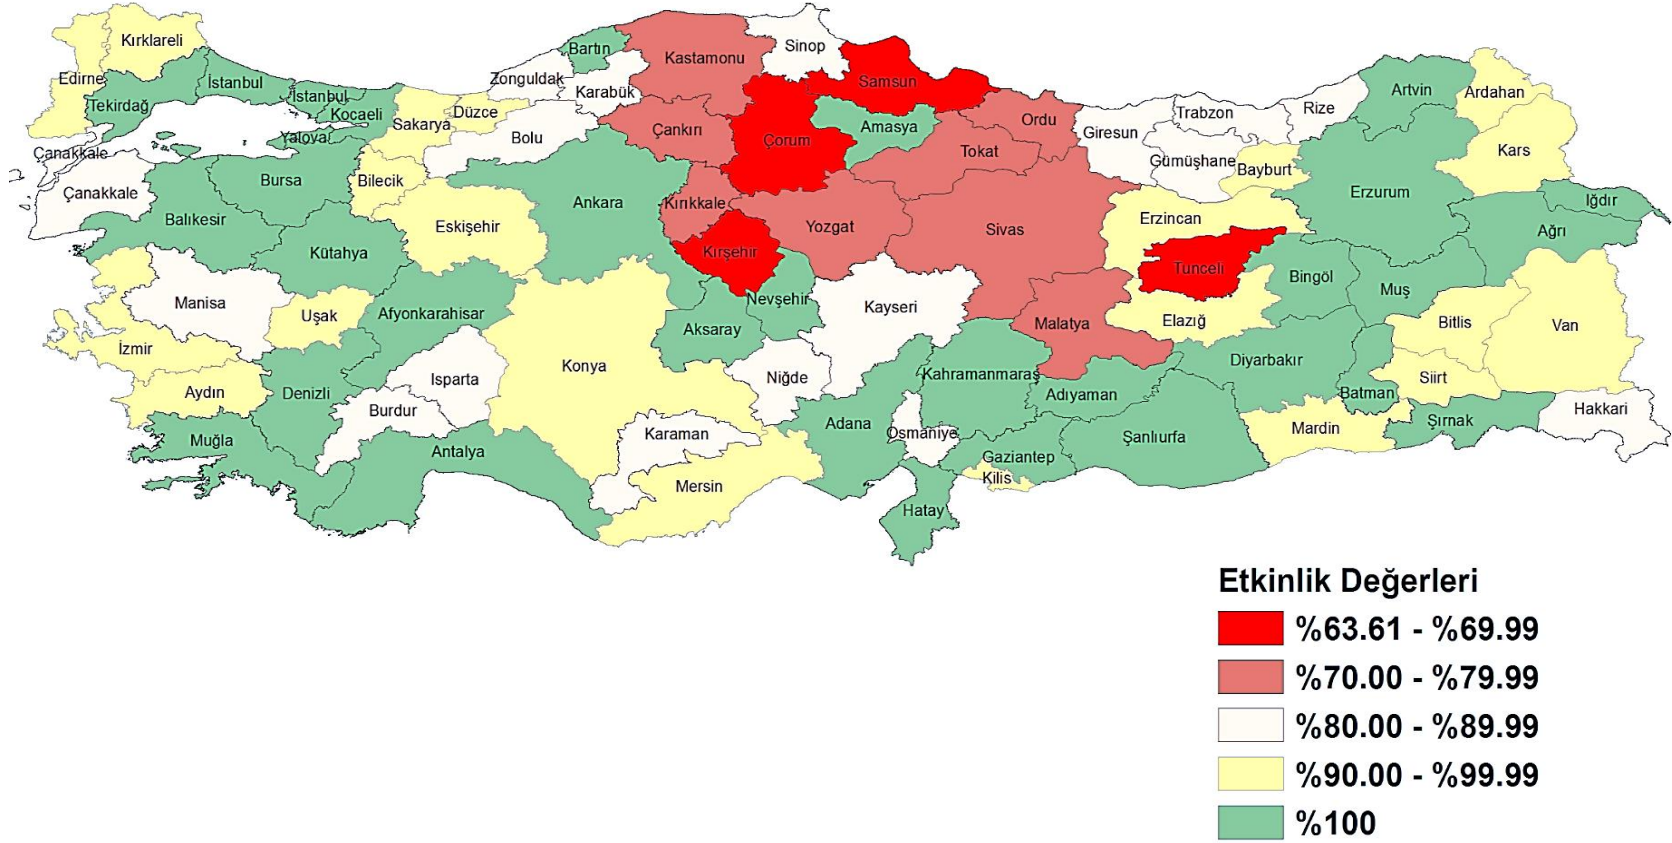 Kırklareli
Edirne
Tekirdağ
İstanbul
İstanbul
Kocaeli
Yalova
Sakarya
Düzce
Zonguldak
Bartın
Karabük
Kastamonu
Sinop
Samsun
Bolu
Çankırı
Çorum
Amasya
Ordu
Tokat
Giresun
Trabzon
Gümüşhane
Rize
Bayburt
Artvin
Ardahan
Kars
Erzurum
Iğdır
Ağrı
Çanakkale
Çanakkale
Balıkesir
Bursa
Bilecik
Eskişehir
Kütahya
Ankara
Kırıkkale
Kırşehir
Yozgat
Sivas
Erzincan
Tunceli
Bingöl
Muş
Manisa
Uşak
Afyonkarahisar
İzmir
Aydın
Denizli
Isparta
Burdur
Konya
Aksaray
Nevşehir
Kayseri
Niğde
Malatya
Elazığ
Bitlis
Van
Siirt
Diyarbakır
Batman
Muğla
Antalya
Karaman
Mersin
Adana
Osmaniye
Kahramanmaraş
Adıyaman
Gaziantep
Kilis
Hatay
Şanlıurfa
Mardin
Şırnak
Hakkari
Etkinlik Değerleri
%63.61 - %69.99
%70.00 - %79.99
%80.00 - %89.99
%90.00 - %99.99
%100